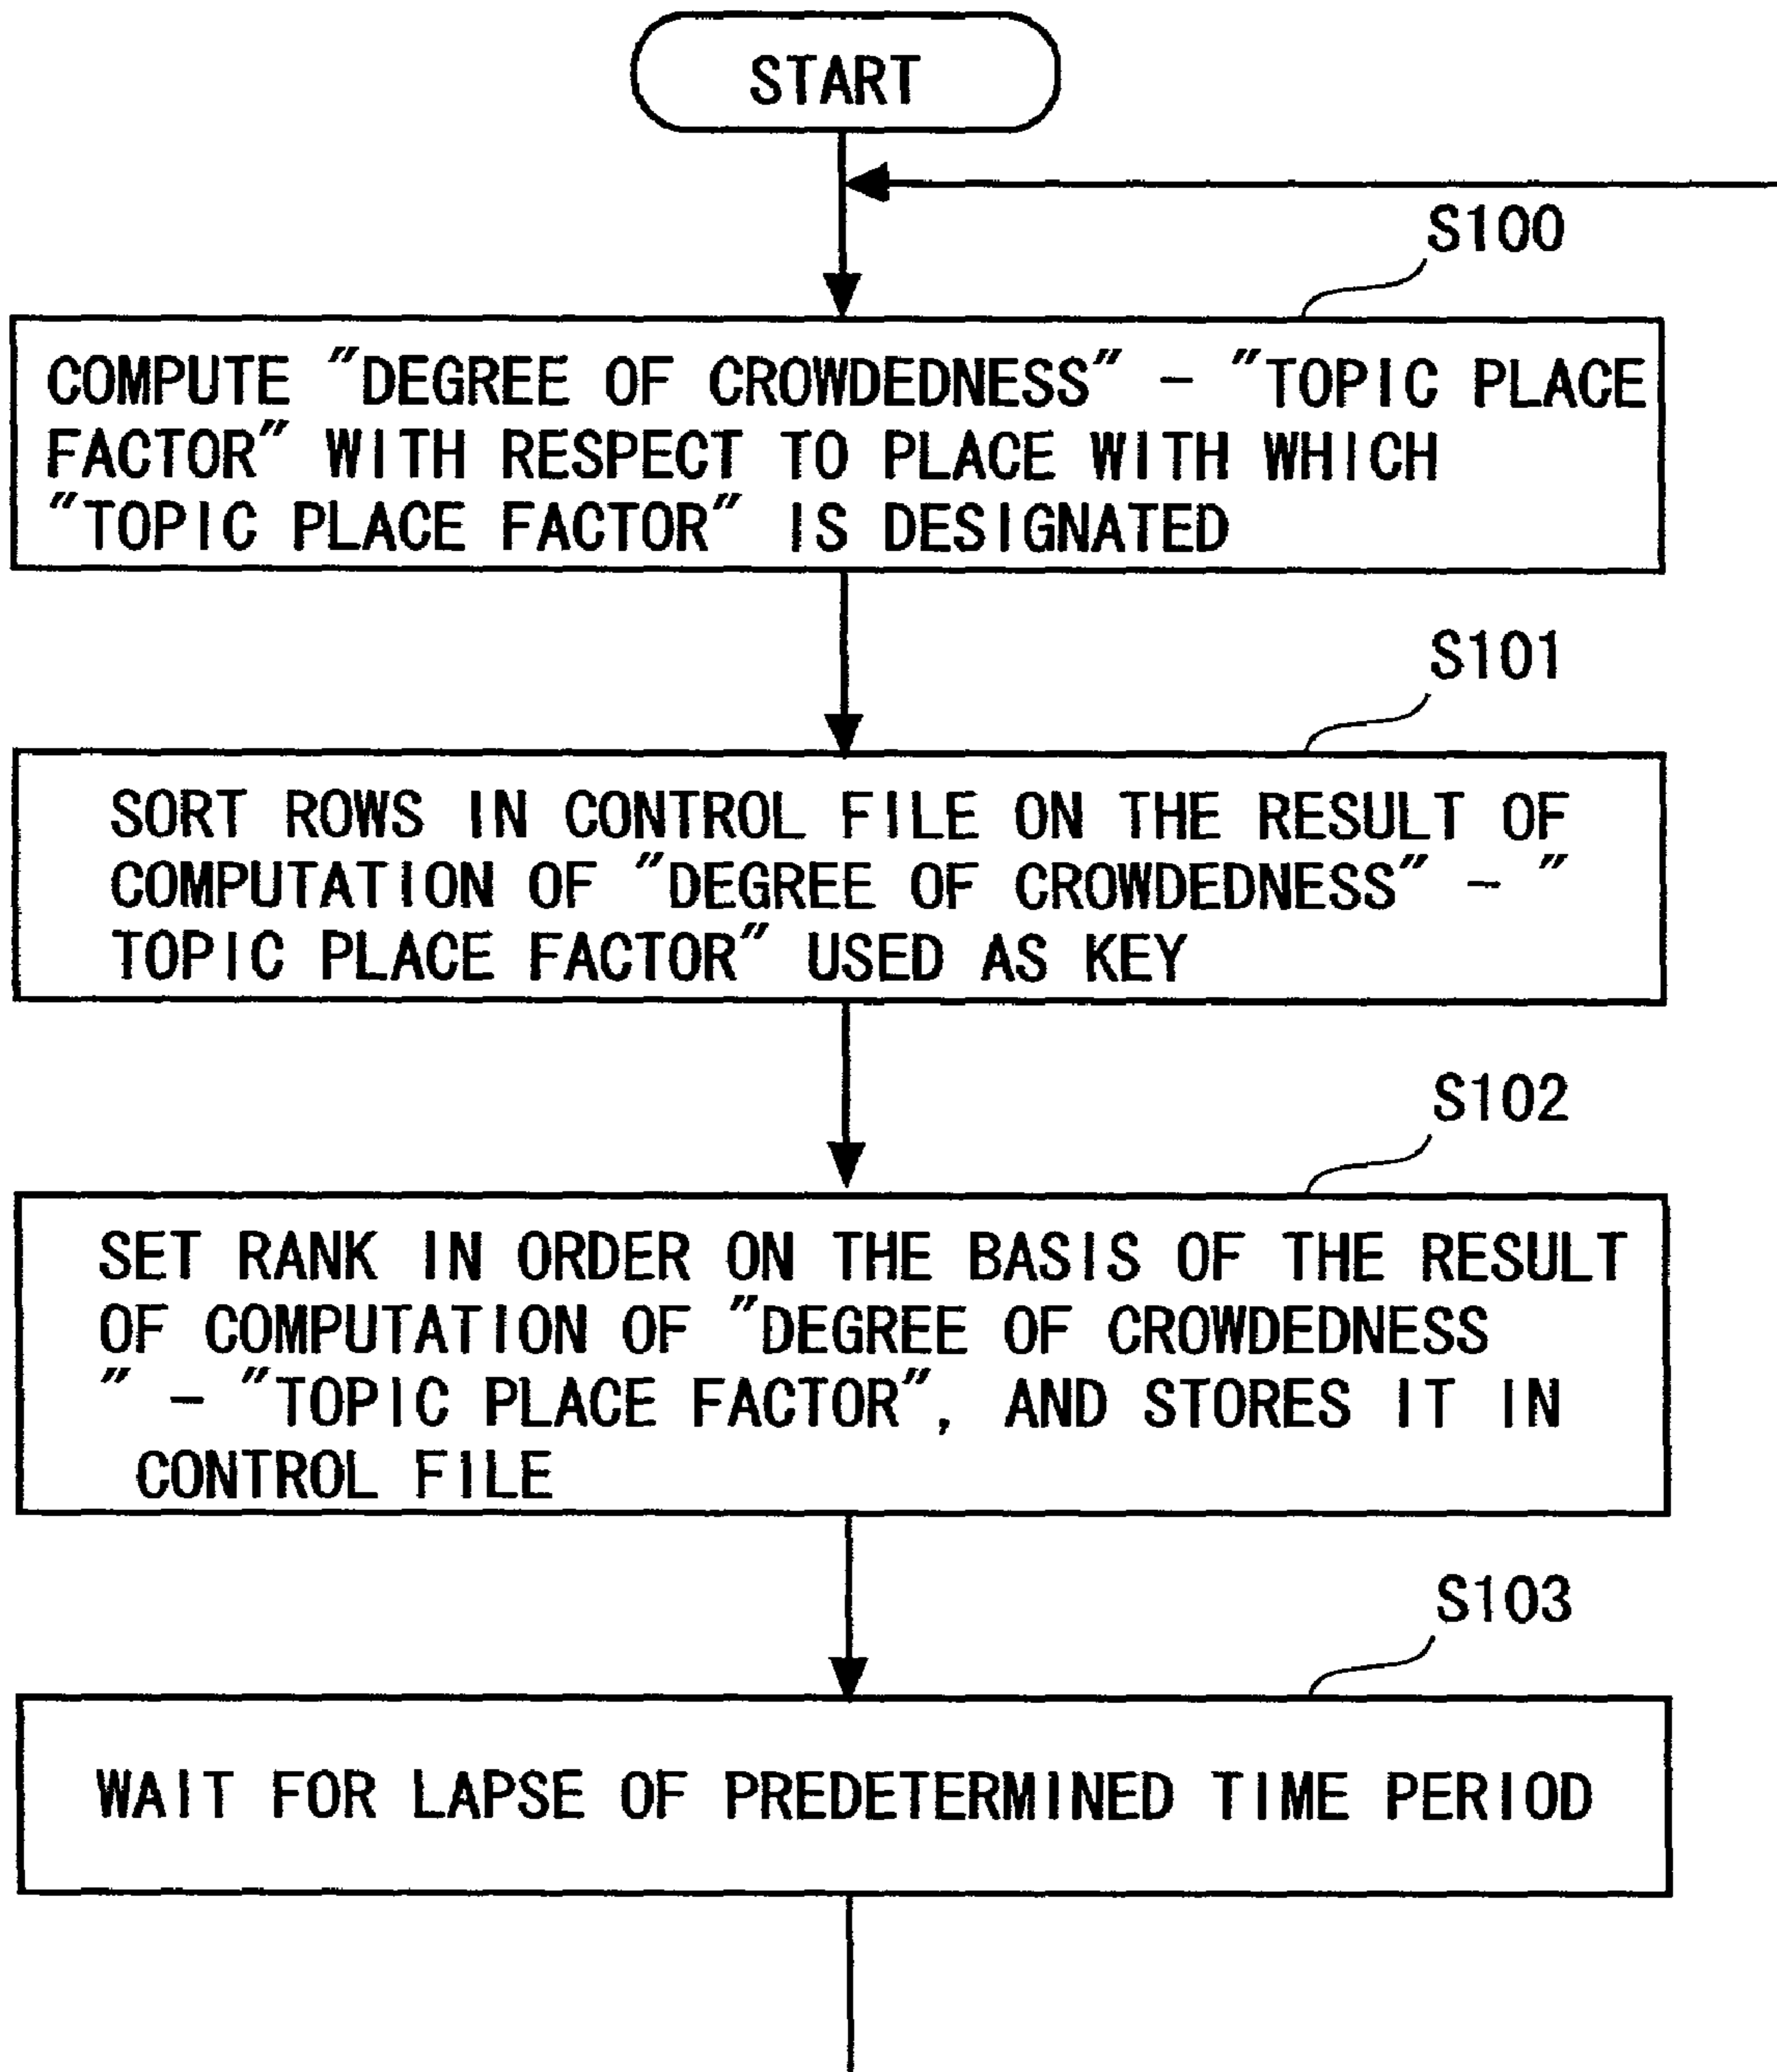 START
S100
COMPUTE "DEGREE OF CROWDEDNESS" - "TOPIC PLACE
FACTOR" WITH RESPECT TO PLACE WITH WHICH
"TOPIC PLACE FACTOR" IS DESIGNATED
S101
SORT ROWS IN CONTROL FILE ON THE RESULT OF
COMPUTATION OF "DEGREE OF CROWDEDNESS" - "
TOPIC PLACE FACTOR" USED AS KEY
S102
SET RANK IN ORDER ON THE BASIS OF THE RESULT
OF COMPUTATION OF "DEGREE OF CROWDEDNESS
" - "TOPIC PLACE FACTOR", AND STORES IT IN
CONTROL FILE
S103
WAIT FOR LAPSE OF PREDETERMINED TIME PERIOD